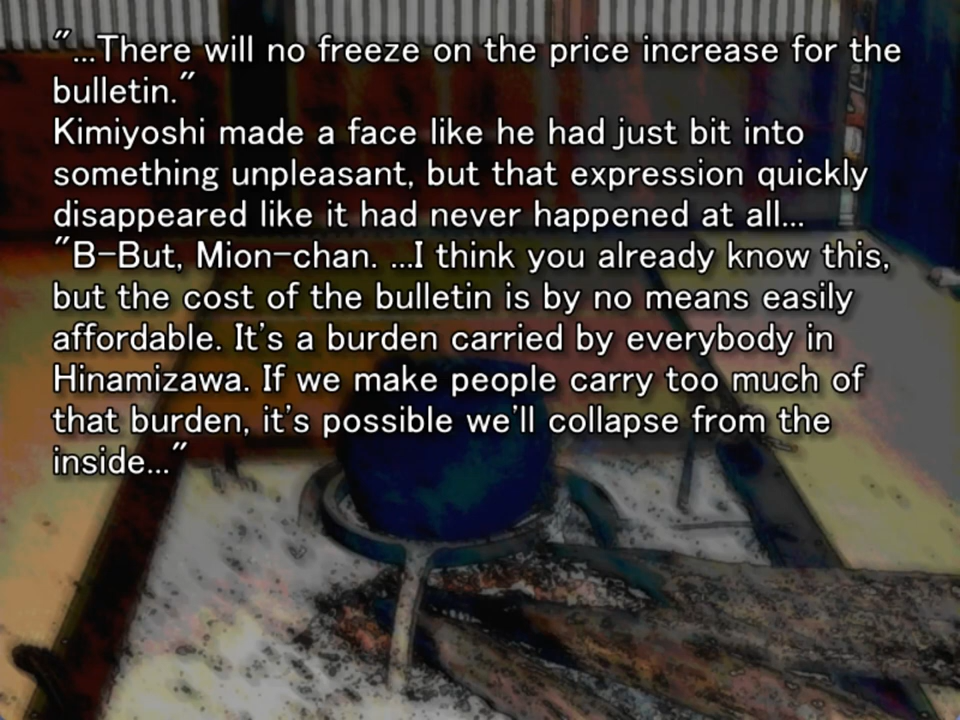 "...There will no freeze on the price increase for the
bulletin."
Kimiyoshi made a face like he had just bit into
something unpleasant, but that expression quickly
disappeared like it had never happened at all...
"B-But, Mion-chan. ...I think you already know this,
but the cost of the bulletin is by no means easily
affordable. It's a burden carried by everybody in
Hinamizawa. If we make people carry too much of
that burden, it's possible we'll collapse from the
inside..."